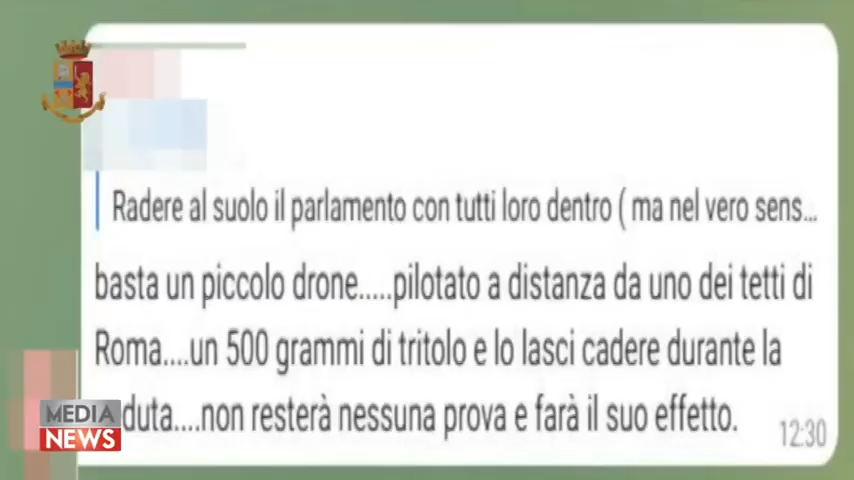 Radere al suolo il parlamento con tutti loro dentro ( ma nel vero sens...
basta un piccolo drone.....pilotato a distanza da uno dei tetti di
Roma....un 500 grammi di tritolo e lo lasci cadere durante la
duta....non resterà nessuna prova e farà il suo effetto.
12:30
MEDIA
NEWS